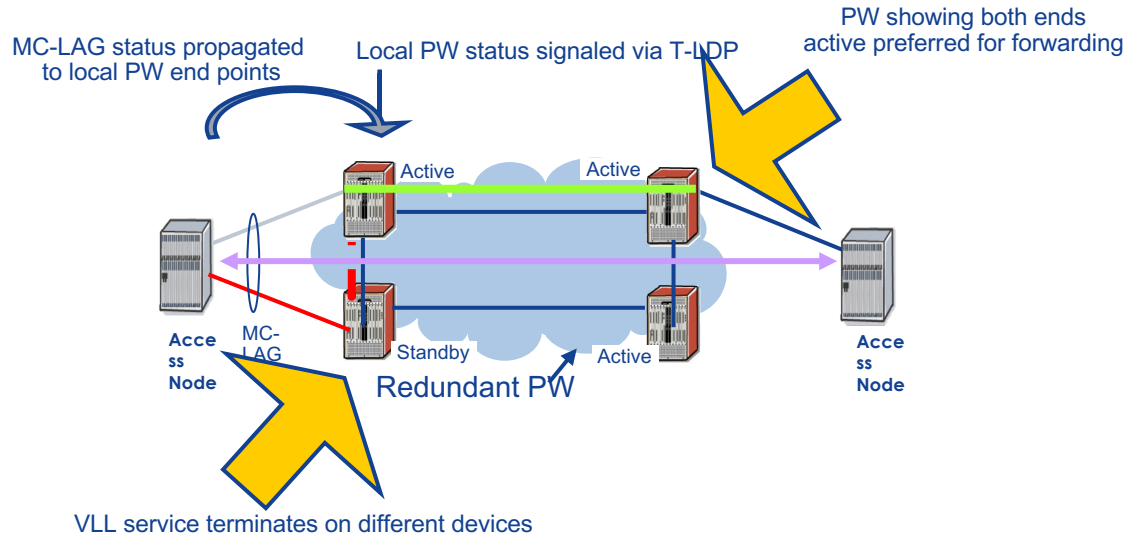 PW showing both ends
active preferred for forwarding
MC-LAG status propagated
to local PW end points
Local PW status signaled via T-LDP
Active
Active
MC-
LAG
Acce
ss
Node
Standby
Active
Acce
ss
Node
Redundant PW
VLL service terminates on different devices